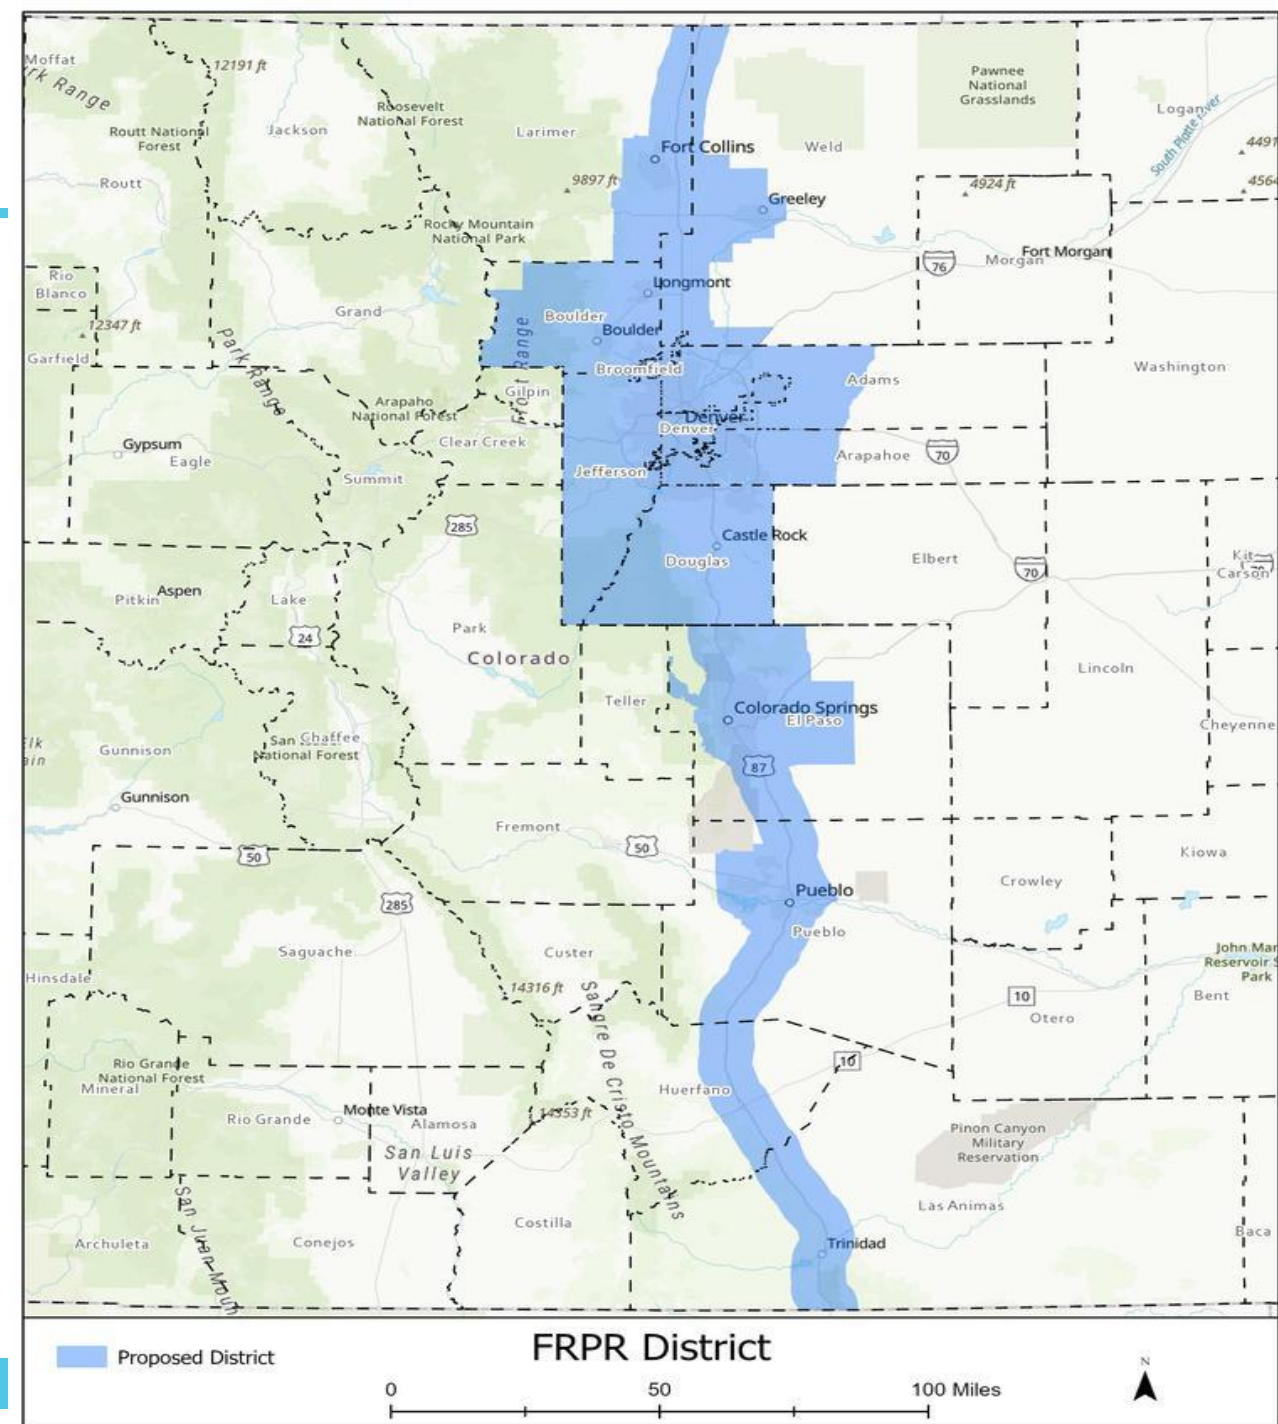 Moffat
rk Range
12191 ft
Roosevelt
National Forest
Pawnee
National
Grasslands
Logan
South Platte River
Routt National
Forest
Jackson
Larimer
Fort Collins
Weld
4491
Routt
9897 ft
4924 ft
4564
Greeley
Rocky Mountain
National Park
Rio
Blanco
Longmont
76
Morgan
Fort Morgan
12347 ft
Grand
Boulder
Boulder
Front Range
Garfield
Park Range
Broomfield
Adams
Washington
Gilpin
Arapaho
National Forest
Denver
Denver
Gypsum
Eagle
Clear Creek
Arapahoe
70
Summit
Jefferson
285
Castle Rock
Douglas
Elbert
70
Kit
Carson
70
Aspen
Pitkin
Lake
24
Park
Colorado
Lincoln
Teller
Colorado Springs
El Paso
Cheyenne
Elk
ain
Gunnison
San Isabel
Chaffee
National Forest
87
Gunnison
Fremont
50
50
Kiowa
285
Pueblo
Crowley
Pueblo
Saguache
Custer
John Mar
Reservoir S
Park
Hinsdale
14316 ft
Sangre De Cristo Mountains
10
Bent
Otero
Rio Grande
National Forest
Mineral
10
Huerfano
Rio Grande
Monte Vista
Alamosa
14353 ft
San Luis
Valley
Pinon Canyon
Military
Reservation
San Juan Moun
Las Animas
Costilla
Archuleta
Conejos
Trinidad
Baca
Proposed District
FRPR District
0 50 100 Miles
N